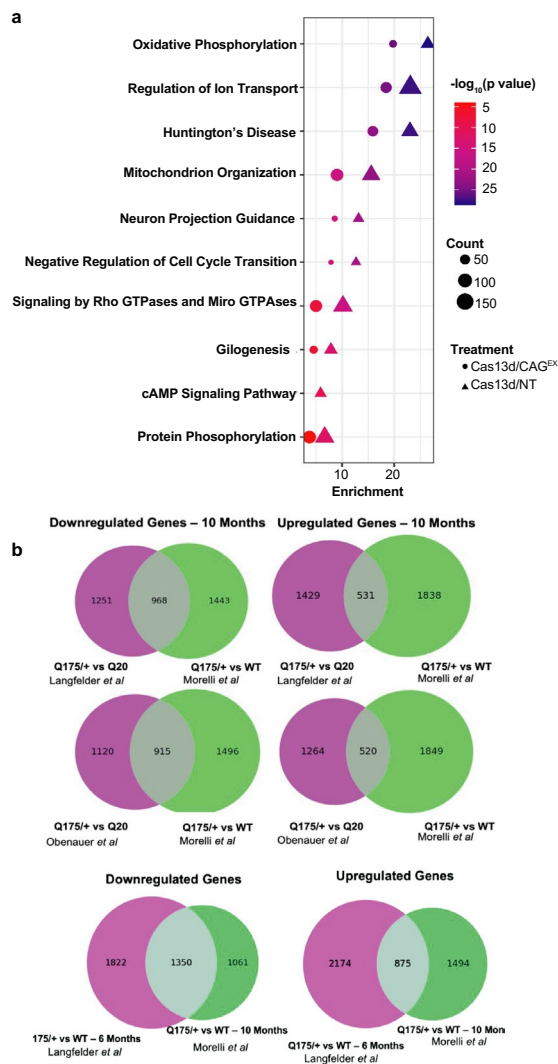 a
Oxidative Phosphorylation
Regulation of Ion Transport
Huntington's Disease
Mitochondrion Organization
Neuron Projection Guidance
Negative Regulation of Cell Cycle Transition
Signaling by Rho GTPases and Miro GTPAses
Gilogenesis
cAMP Signaling Pathway
Protein Phosophorylation
10 20
Enrichment
-log10(p value)
5
10
15
20
25
Count
50
100
150
Treatment
Cas13d/CAGEX
Cas13d/NT
b
Downregulated Genes – 10 Months
Upregulated Genes – 10 Months
1251 968 1443
1429 531 1838
Q175/+ vs Q20 Q175/+ vs WT
Langfelder et al Morelli et al
Q175/+ vs Q20 Q175/+ vs WT
Langfelder et al Morelli et al
1120 915 1496
1264 520 1849
Q175/+ vs Q20 Q175/+ vs WT
Obenauer et al Morelli et al
Q175/+ vs Q20 Q175/+ vs WT
Obenauer et al Morelli et al
Downregulated Genes
Upregulated Genes
1822 1350 1061
2174 875 1494
175/+ vs WT – 6 Months Q175/+ vs WT – 10 Months
Langfelder et al Morelli et al
Q175/+ vs WT – 6 Months Q175/+ vs WT – 10 Mon
Langfelder et al Morelli et al